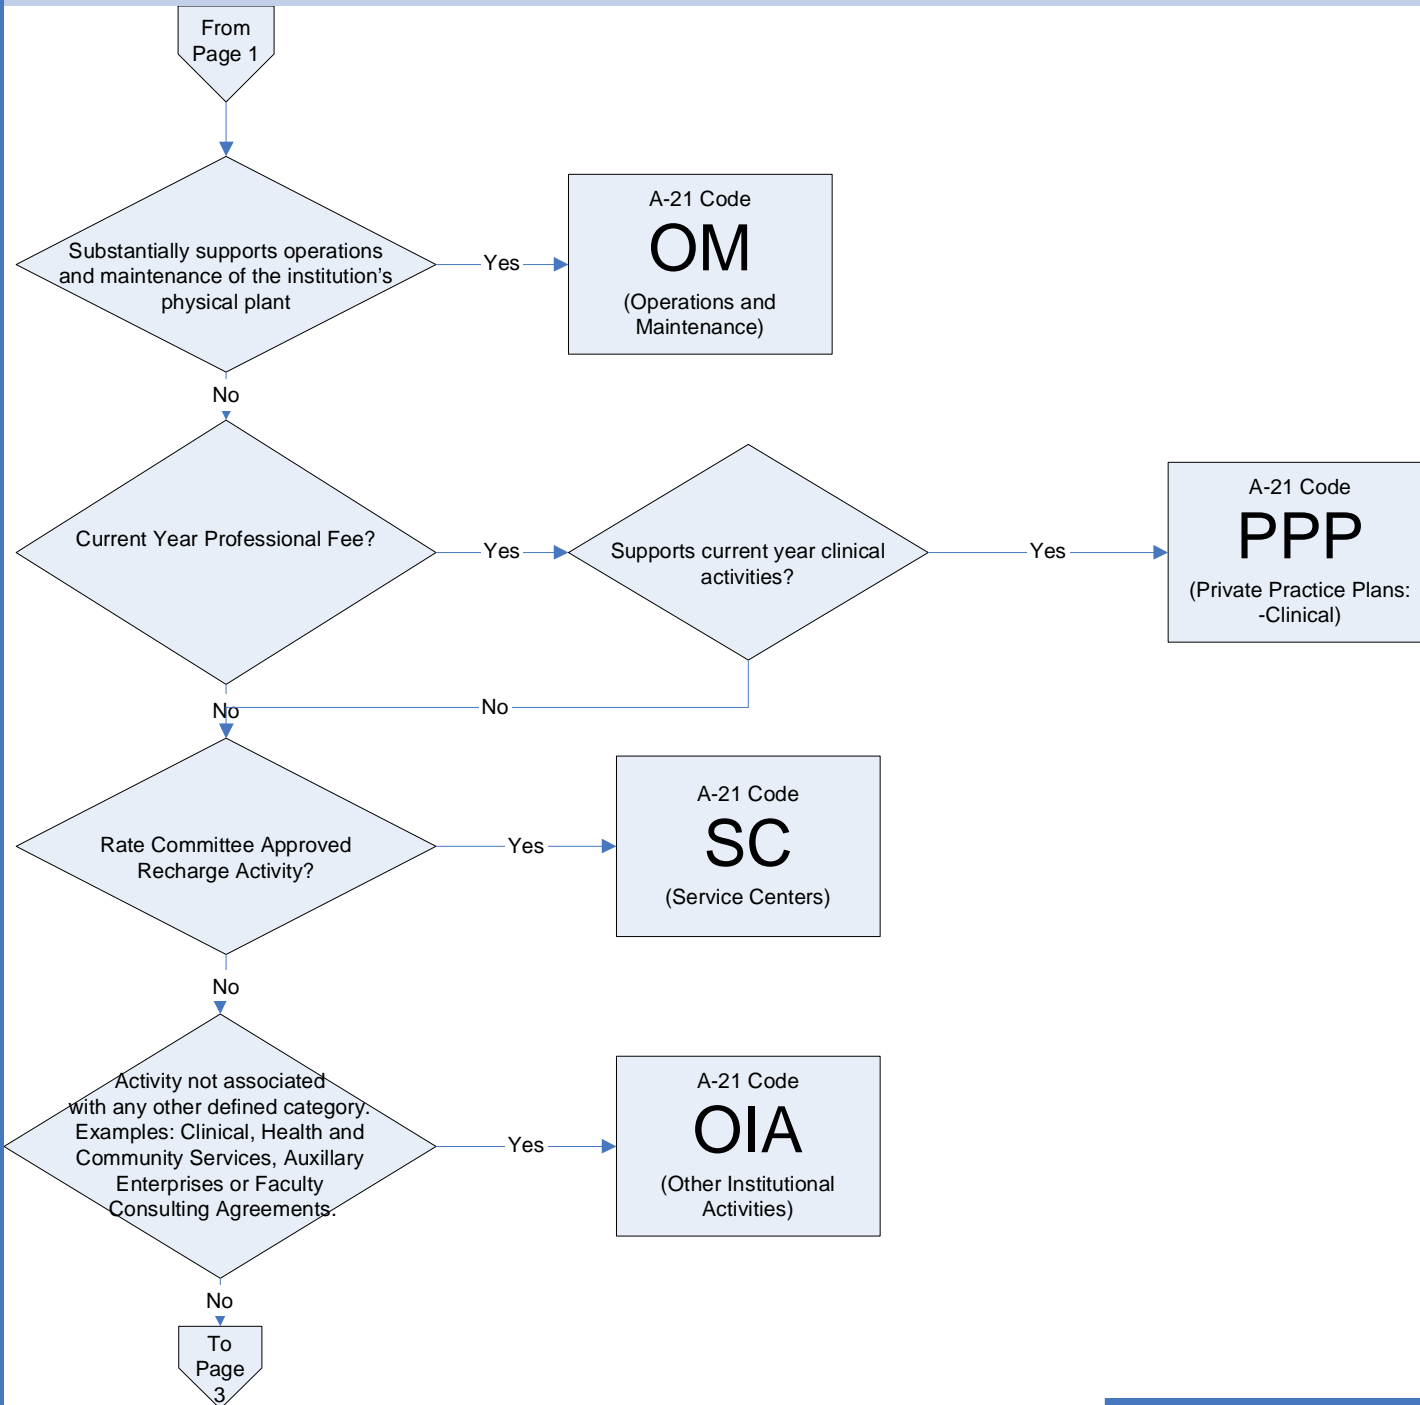 From
Page 1
Substantially supports operations
and maintenance of the institution’s
physical plant
Yes
A-21 Code
OM
(Operations and
Maintenance)
No
Current Year Professional Fee?
Yes
Supports current year clinical
activities?
Yes
A-21 Code
PPP
(Private Practice Plans:
-Clinical)
No
No
Rate Committee Approved
Recharge Activity?
Yes
A-21 Code
SC
(Service Centers)
No
Activity not associated
with any other defined category.
Examples: Clinical, Health and
Community Services, Auxillary
Enterprises or Faculty
Consulting Agreements.
Yes
A-21 Code
OIA
(Other Institutional
Activities)
No
To
Page
3